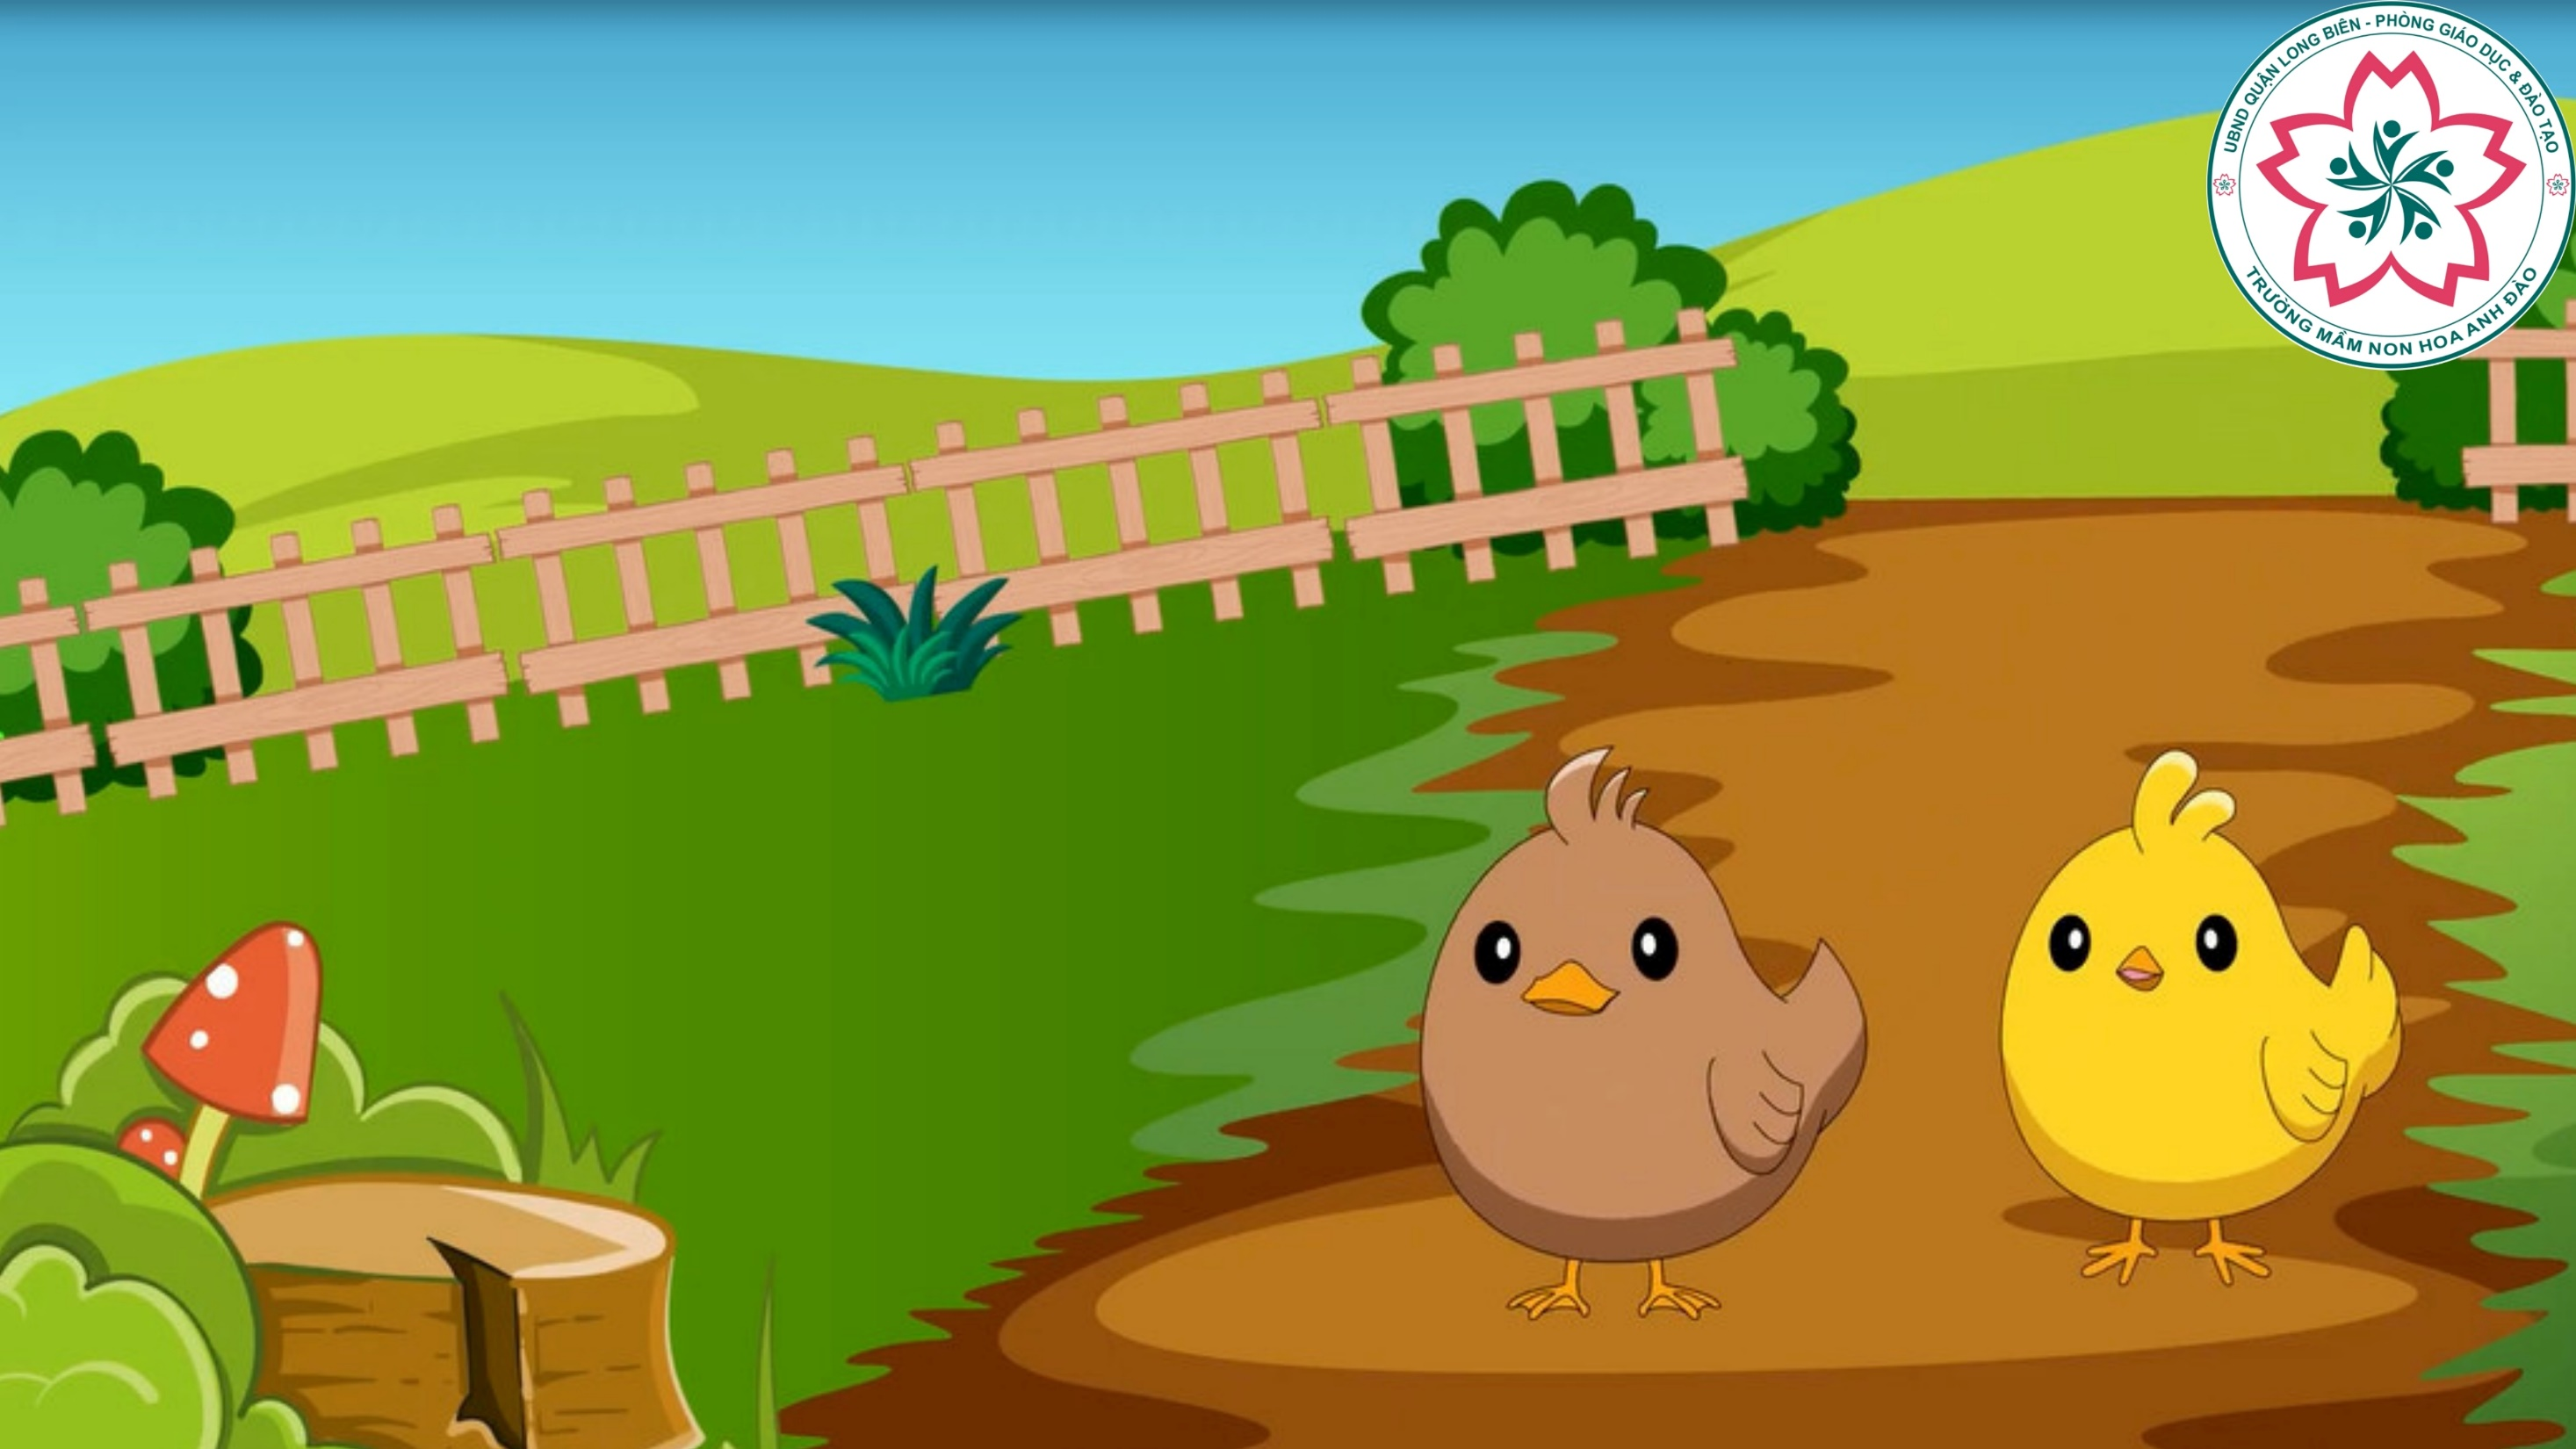 UBND QUẬN LONG BIÊN - PHÒNG GIÁO DỤC & ĐÀO TẠO
TRƯỜNG MẦM NON HOA ANH ĐÀO